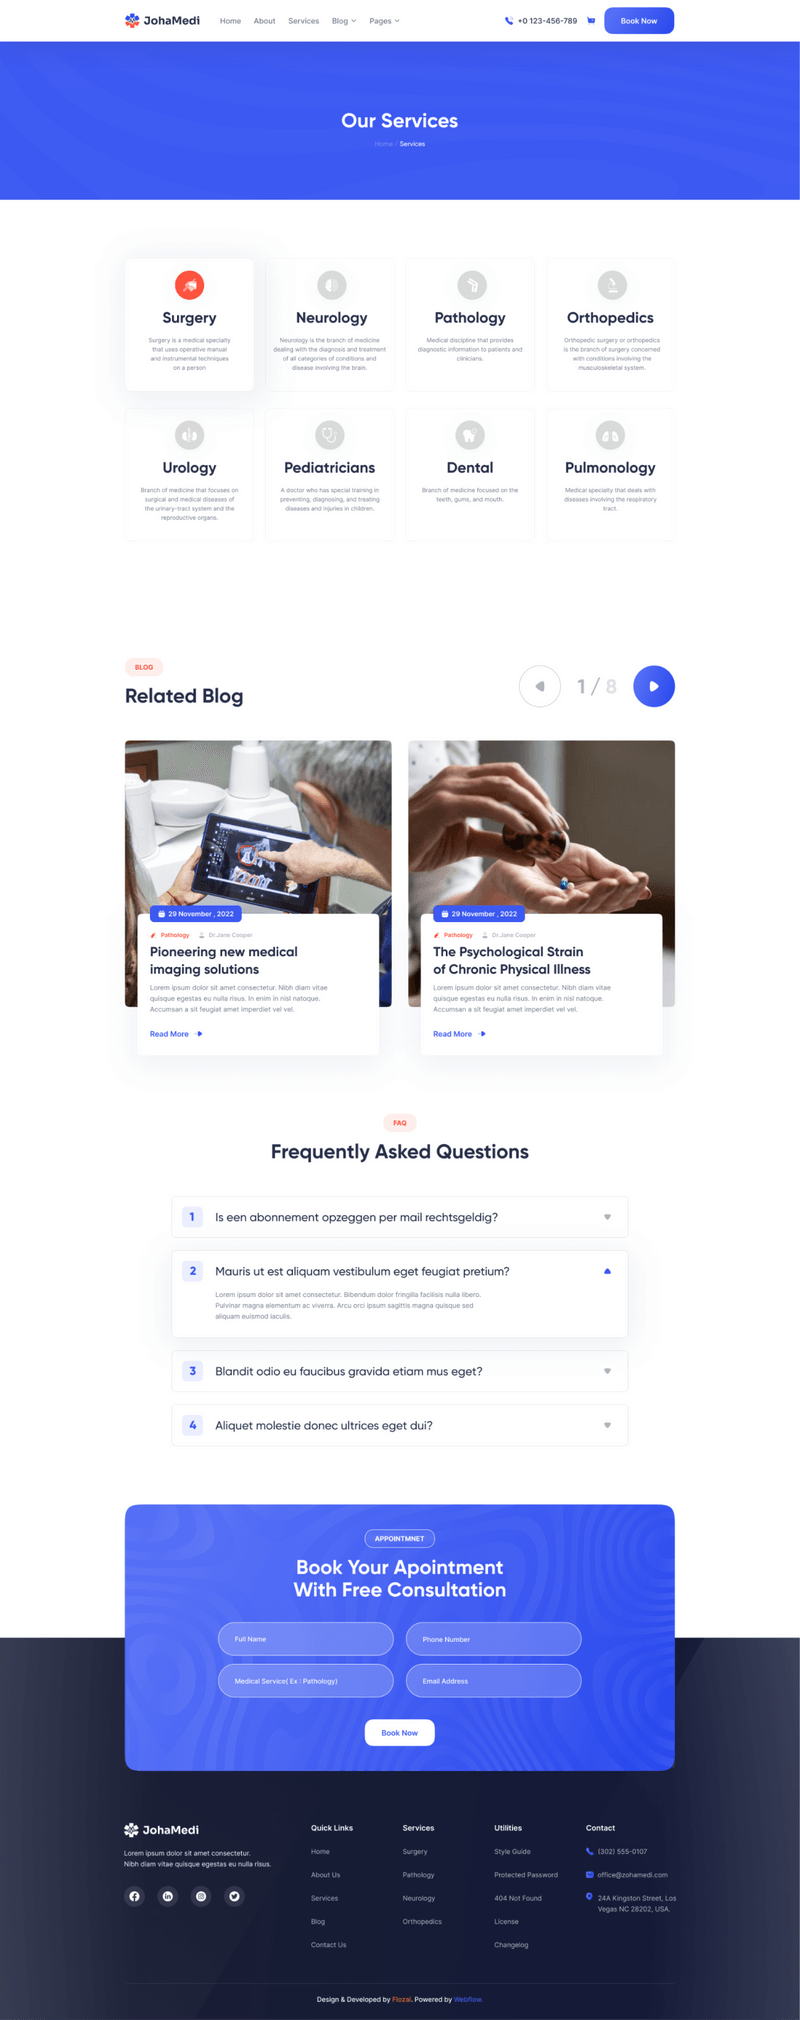 JohaMedi
Home About Services Blog Pages
+0 123-456-789
Book Now
Our Services
Home / Services
Surgery
Surgery is a medical specialty
that uses operative manual
and instrumental techniques
on a person
Neurology
Neurology is the branch of medicine
dealing with the diagnosis and treatment
of all categories of conditions and
disease involving the brain.
Pathology
Medical discipline that provides
diagnostic information to patients and
clinicians.
Orthopedics
Orthopedic surgery or orthopedics
is the branch of surgery concerned
with conditions involving the
musculoskeletal system.
Urology
Branch of medicine that focuses on
surgical and medical diseases of
the urinary-tract system and the
reproductive organs.
Pediatricians
A doctor who has special training in
preventing, diagnosing, and treating
diseases and injuries in children.
Dental
Branch of medicine focused on the
teeth, gums, and mouth.
Pulmonology
Medical specialty that deals with
diseases involving the respiratory
tract.
BLOG
Related Blog
1 / 8
29 November , 2022
Pathology Dr.Jane Cooper
Pioneering new medical
imaging solutions
Lorem ipsum dolor sit amet consectetur. Nibh diam vitae
quisque egestas eu nulla risus. In enim in nisl natoque.
Accumsan a sit feugiat amet imperdiet vel vel.
Read More
29 November , 2022
Pathology Dr.Jane Cooper
The Psychological Strain
of Chronic Physical Illness
Lorem ipsum dolor sit amet consectetur. Nibh diam vitae
quisque egestas eu nulla risus. In enim in nisl natoque.
Accumsan a sit feugiat amet imperdiet vel vel.
Read More
FAQ
Frequently Asked Questions
1 Is een abonnement opzeggen per mail rechtsgeldig?
2 Mauris ut est aliquam vestibulum eget feugiat pretium?
Lorem ipsum dolor sit amet consectetur. Bibendum dolor fringilla facilisis nulla libero.
Pulvinar magna elementum ac viverra. Arcu orci ipsum sagittis magna quisque sed
aliquam euismod iaculis.
3 Blandit odio eu faucibus gravida etiam mus eget?
4 Aliquet molestie donec ultrices eget dui?
APPOINTMNET
Book Your Apointment
With Free Consultation
Full Name
Phone Number
Medical Service( Ex : Pathology)
Email Address
Book Now
JohaMedi
Lorem ipsum dolor sit amet consectetur.
Nibh diam vitae quisque egestas eu nulla risus.
Quick Links
Home
About Us
Services
Blog
Contact Us
Services
Surgery
Pathology
Neurology
Orthopedics
Utilities
Style Guide
Protected Password
404 Not Found
License
Changelog
Contact
(302) 555-0107
office@zohamedi.com
24A Kingston Street, Los
Vegas NC 28202, USA.
Design & Developed by Flozai. Powered by Webflow.